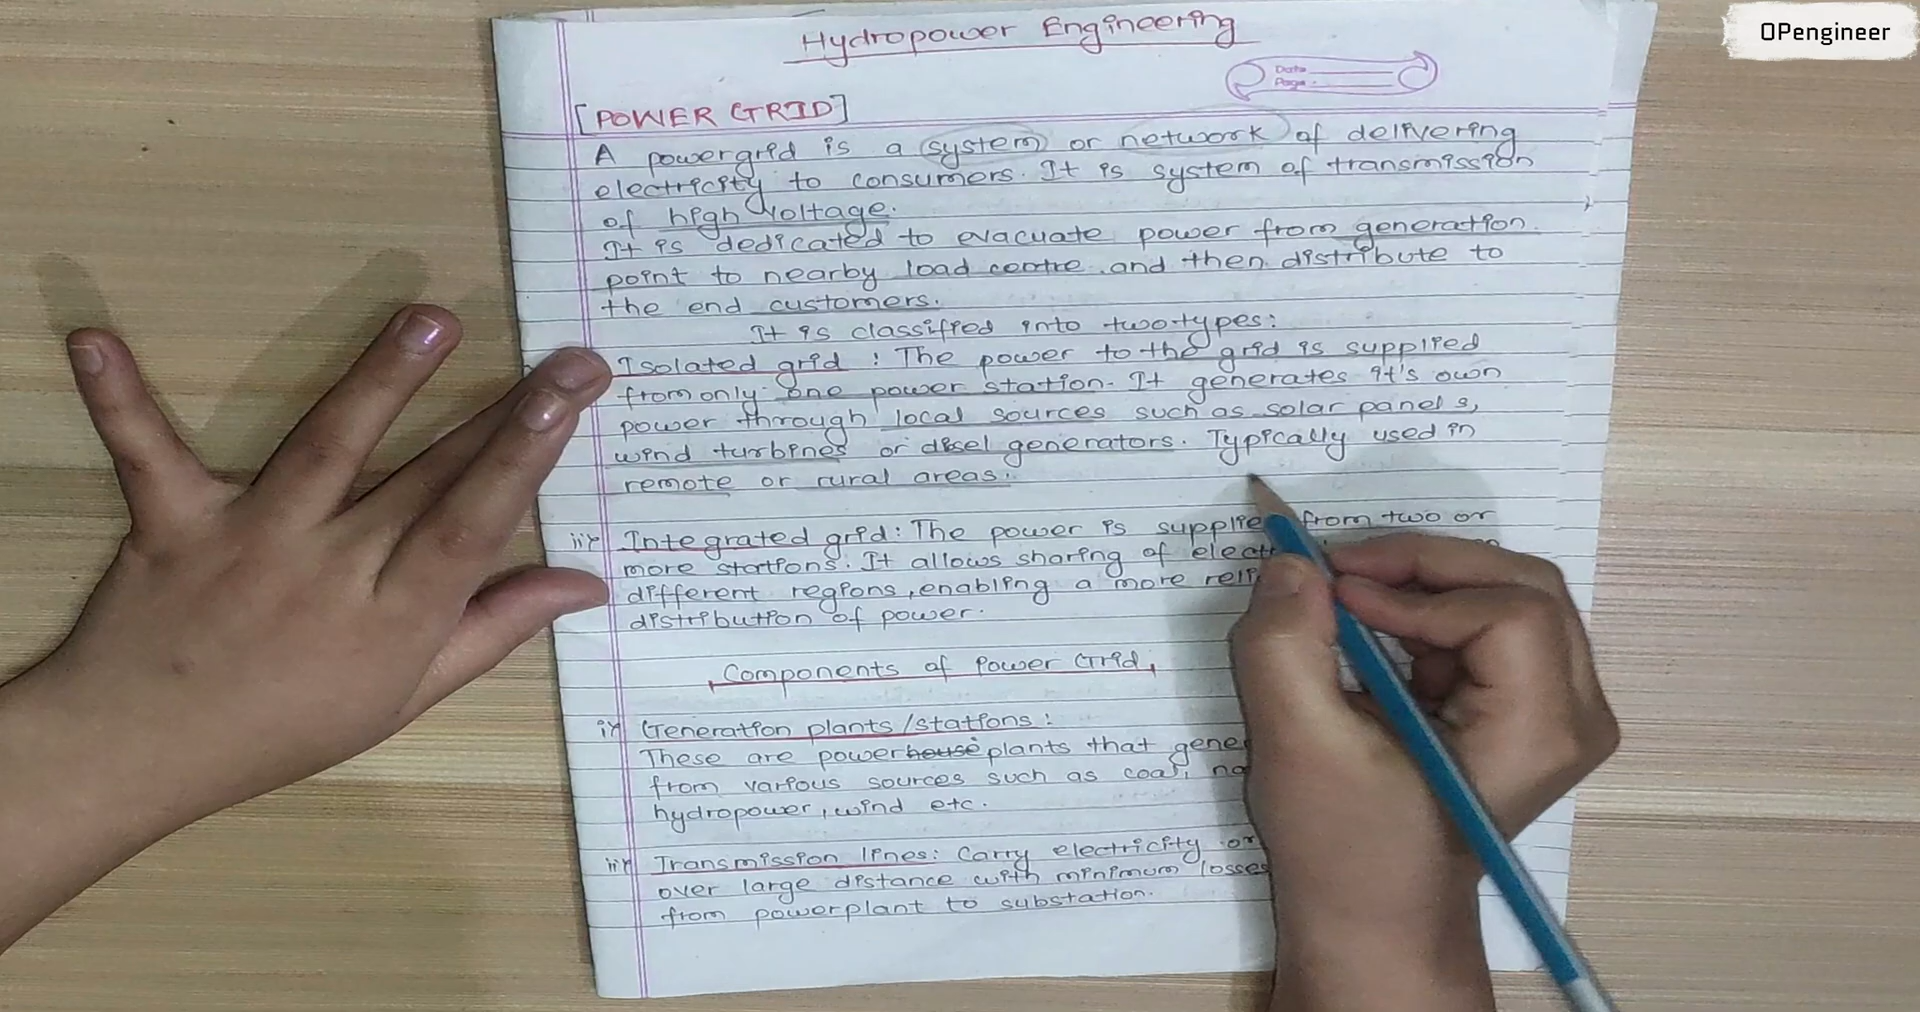 OPengineer
Hydropower Engineering
Date
Page
[POWER GRID]
A powergrid is a system or network of delivering
electricity to consumers. It is system of transmission
of high voltage.
It is dedicated to evacuate power from generation
point to nearby load centre and then distribute to
the end customers.
It is classified into two types:
Isolated grid : The power to the grid is supplied
from only one power station. It generates it's own
power through local sources such as solar panels,
wind turbines or disel generators. Typically used in
remote or rural areas.
ii) Integrated grid: The power is supplie from two or
more stations. It allows sharing of elect
different regions, enabling a more reli
distribution of power.
Components of Power Grid,
i) Generation plants/stations:
These are powerhouse plants that gene
from various sources such as coal, na
hydropower, wind etc.
ii) Transmission lines: Carry electricity or
over large distance with minimum losses
from powerplant to substation.